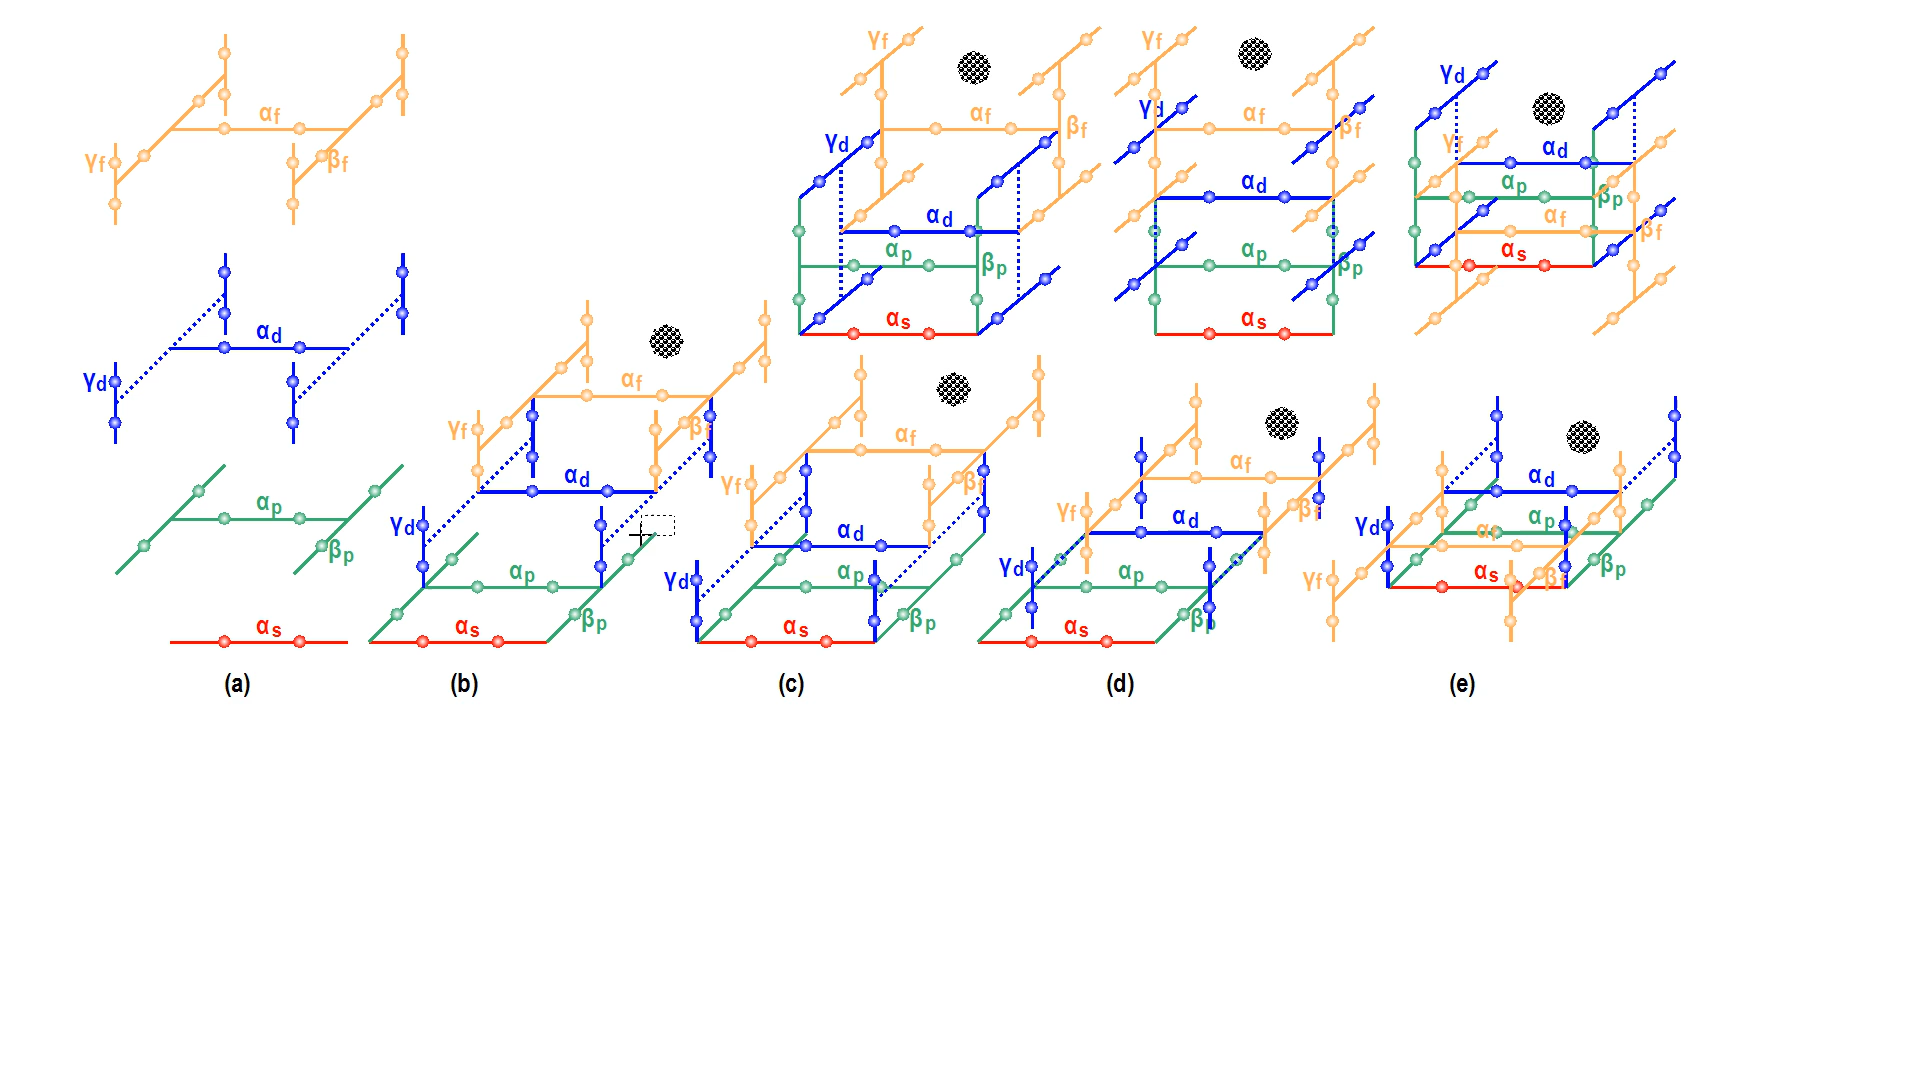 γf
αf
βf
γd
αd
αp
βp
αs
(a)
γf
αf
βf
γd
αd
αp
βp
αs
(b)
γf
αf
βf
γd
αd
αp
βp
αs
γf
αf
βf
γd
αd
αp
βp
αs
(c)
γf
γd
αf
βf
αd
αp
βp
αs
γf
αf
βf
γd
αd
αp
βp
αs
(d)
γd
γf
αd
αp
βp
αf
βf
αs
γd
αd
αp
αf
βp
γf
αs
βf
(e)